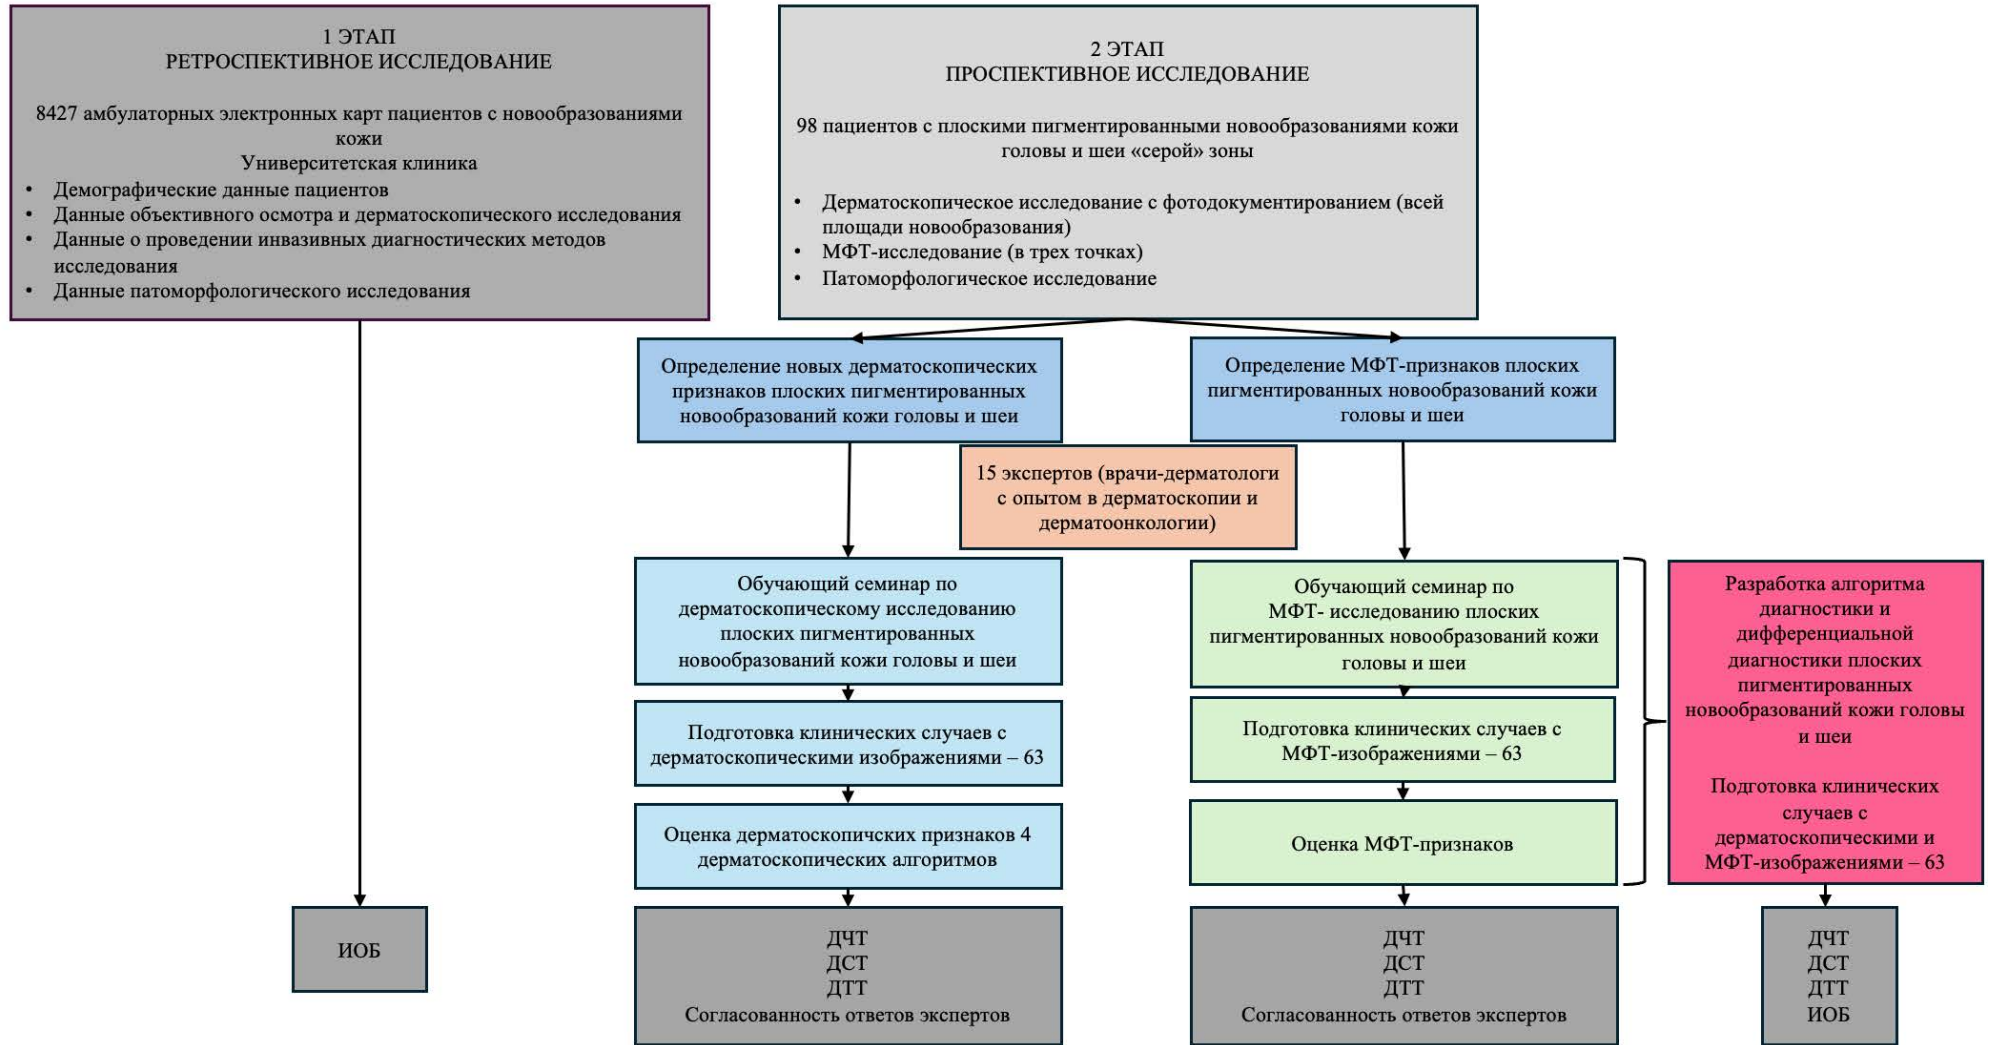 1 ЭТАП
РЕТРОСПЕКТИВНОЕ ИССЛЕДОВАНИЕ
8427 амбулаторных электронных карт пациентов с новообразованиями
кожи
Университетская клиника
• Демографические данные пациентов
• Данные объективного осмотра и дерматоскопического исследования
• Данные о проведении инвазивных диагностических методов
исследования
• Данные патоморфологического исследования
2 ЭТАП
ПРОСПЕКТИВНОЕ ИССЛЕДОВАНИЕ
98 пациентов с плоскими пигментированными новообразованиями кожи
головы и шеи «серой» зоны
• Дерматоскопическое исследование с фотодокументированием (всей
площади новообразования)
• МФТ-исследование (в трех точках)
• Патоморфологическое исследование
Определение новых дерматоскопических
признаков плоских пигментированных
новообразований кожи головы и шеи
Определение МФТ-признаков плоских
пигментированных новообразований кожи
головы и шеи
15 экспертов (врачи-дерматологи
с опытом в дерматоскопии и
дерматоонкологии)
Обучающий семинар по
дерматоскопическому исследованию
плоских пигментированных
новообразований кожи головы и шеи
Обучающий семинар по
МФТ- исследованию плоских
пигментированных новообразований кожи
головы и шеи
Разработка алгоритма
диагностики и
дифференциальной
диагностики плоских
пигментированных
новообразований кожи головы
и шеи
Подготовка клинических
случаев с
дерматоскопическими и
МФТ-изображениями – 63
Подготовка клинических случаев с
дерматоскопическими изображениями – 63
Подготовка клинических случаев с
МФТ-изображениями – 63
Оценка дерматоскопичских признаков 4
дерматоскопических алгоритмов
Оценка МФТ-признаков
ИОБ
ДЧТ
ДСТ
ДТТ
Согласованность ответов экспертов
ДЧТ
ДСТ
ДТТ
Согласованность ответов экспертов
ДЧТ
ДСТ
ДТТ
ИОБ